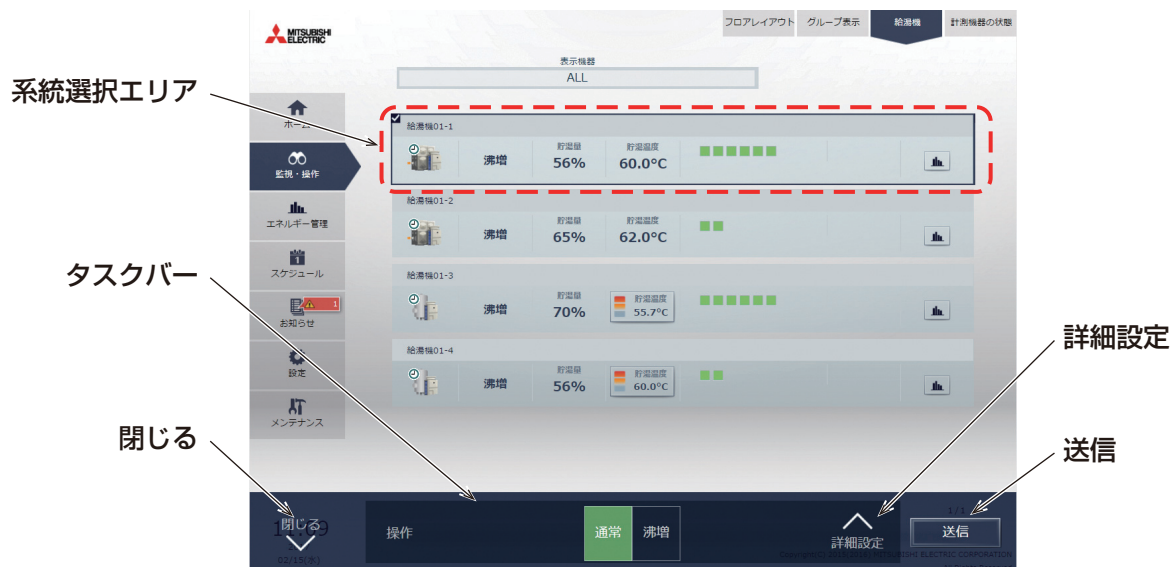 MITSUBISHI
ELECTRIC
フロアレイアウト
グループ表示
給湯機
計測機器の状態
表示機器
ALL
系統選択エリア
ホーム
監視・操作
エネルギー管理
1
スケジュール
1
お知らせ
設定
メンテナンス
給湯機01-1
沸増
貯湯量
56%
貯湯温度
60.0°C
給湯機01-2
沸増
貯湯量
65%
貯湯温度
62.0°C
給湯機01-3
沸増
貯湯量
70%
貯湯温度
55.7°C
給湯機01-4
沸増
貯湯量
56%
貯湯温度
60.0°C
タスクバー
詳細設定
閉じる
送信
閉じる
02/15(水)
操作
通常
沸増
詳細設定
1/1
送信